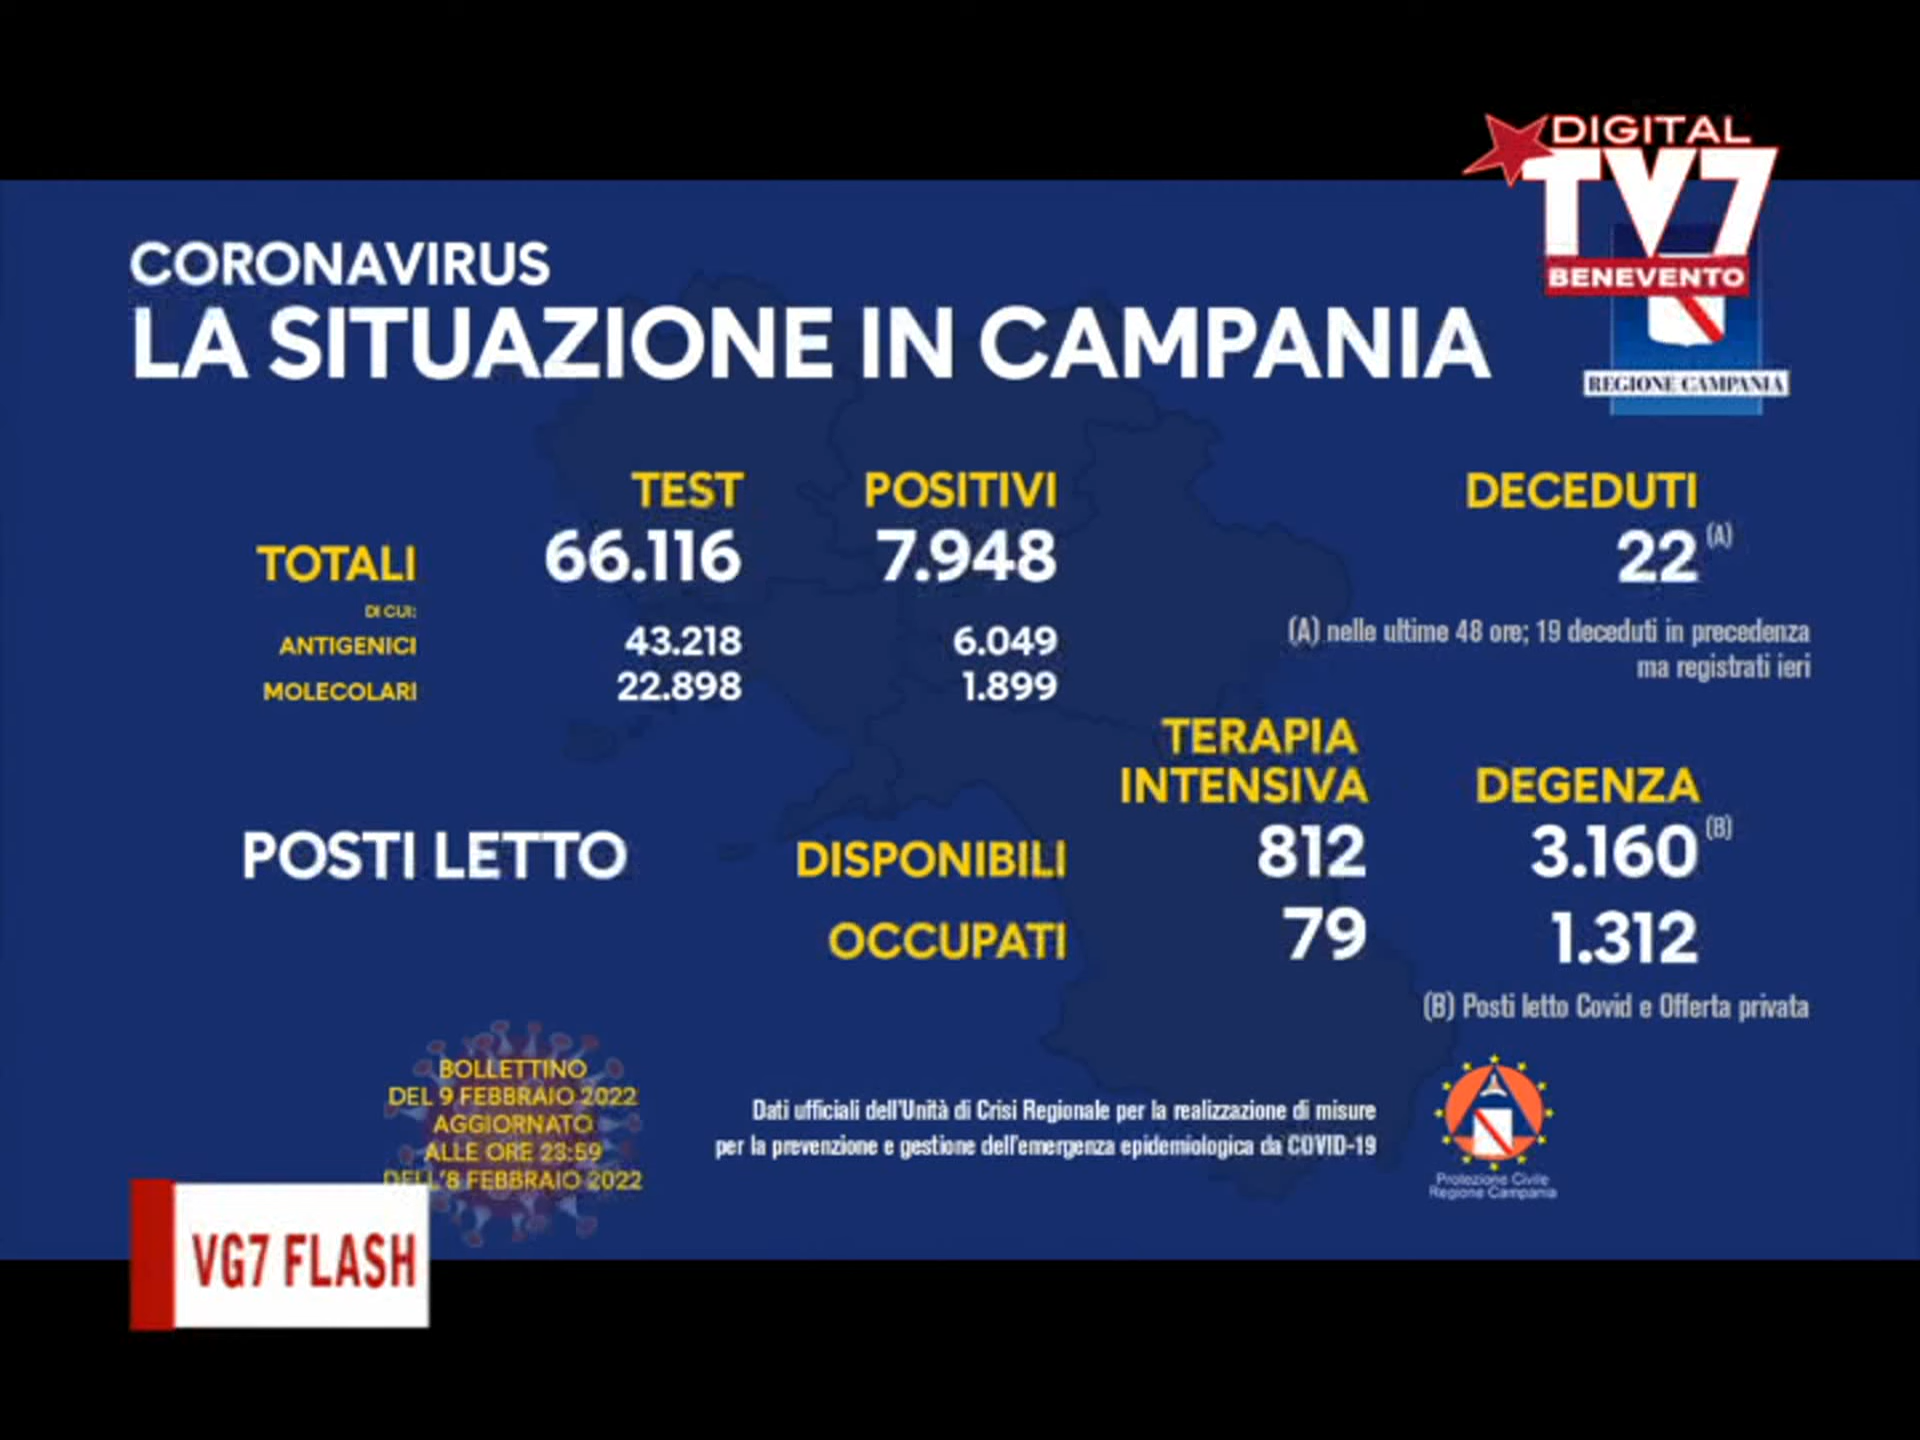 DIGITAL
TV7
BENEVENTO
REGIONE CAMPANIA
CORONAVIRUS
LA SITUAZIONE IN CAMPANIA
TEST POSITIVI DECEDUTI
TOTALI 66.116 7.948 22 (A)
DI CUI:
ANTIGENICI 43.218 6.049
MOLECOLARI 22.898 1.899
(A) nelle ultime 48 ore; 19 deceduti in precedenza
ma registrati ieri
TERAPIA
INTENSIVA DEGENZA
POSTI LETTO DISPONIBILI 812 3.160 (B)
OCCUPATI 79 1.312
(B) Posti letto Covid e Offerta privata
BOLLETTINO
DEL 9 FEBBRAIO 2022
AGGIORNATO
ALLE ORE 23:59
DELL'8 FEBBRAIO 2022
Dati ufficiali dell'Unità di Crisi Regionale per la realizzazione di misure
per la prevenzione e gestione dell'emergenza epidemiologica da COVID-19
Protezione Civile
Regione Campania
VG7 FLASH